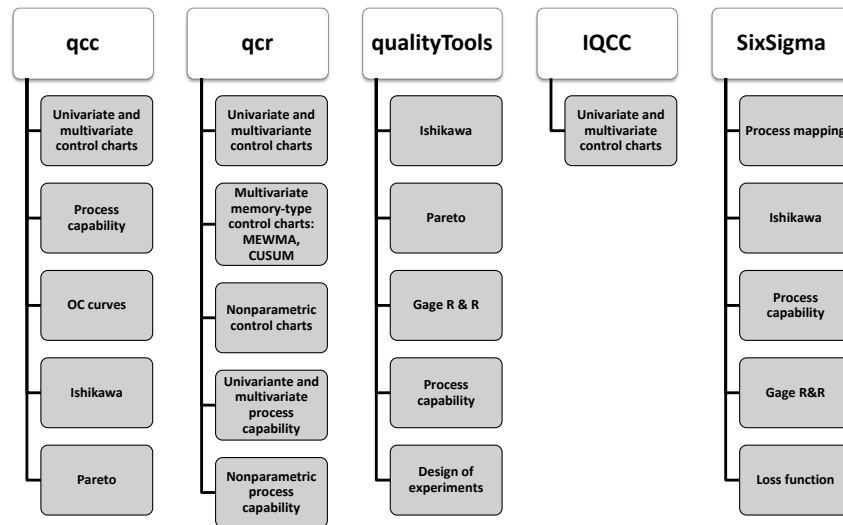 qcc
Univariate and
multivariate
control charts
Process
capability
OC curves
Ishikawa
Pareto
qcr
Univariate and
multivariante
control charts
Multivariate
memory-type
control charts:
MEWMA,
CUSUM
Nonparametric
control charts
Univariante and
multivariate
process
capability
Nonparametric
process
capability
qualityTools
Ishikawa
Pareto
Gage R & R
Process
capability
Design of
experiments
IQCC
Univariate and
multivariate
control charts
SixSigma
Process mapping
Ishikawa
Process
capability
Gage R&R
Loss function